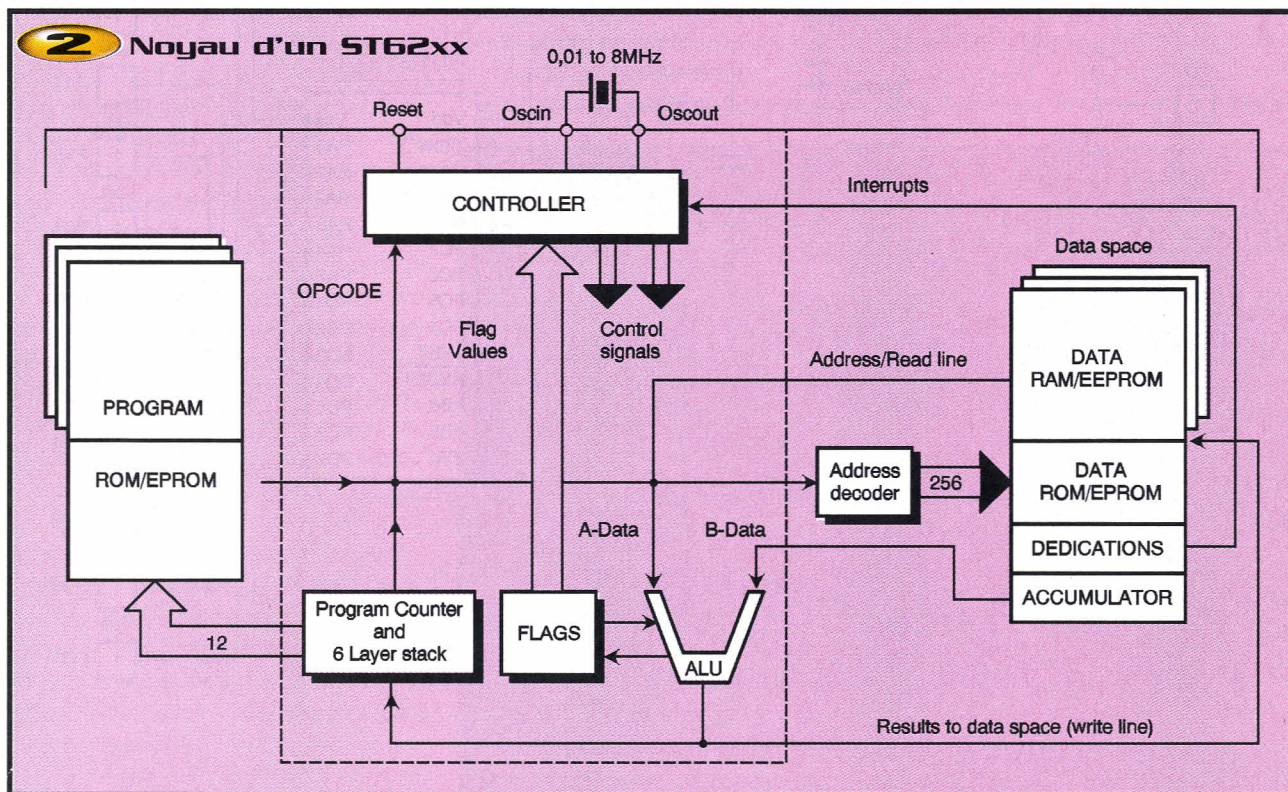 2 Noyau d'un ST62xx
0,01 to 8MHz
Reset
Oscin
Oscout
CONTROLLER
Interrupts
Data space
OPCODE
Flag
Values
Control
signals
Address/Read line
DATA
RAM/EEPROM
PROGRAM
ROM/EPROM
Address
decoder
256
DATA
ROM/EPROM
A-Data
B-Data
DEDICATIONS
ACCUMULATOR
Program Counter
and
6 Layer stack
12
FLAGS
ALU
Results to data space (write line)